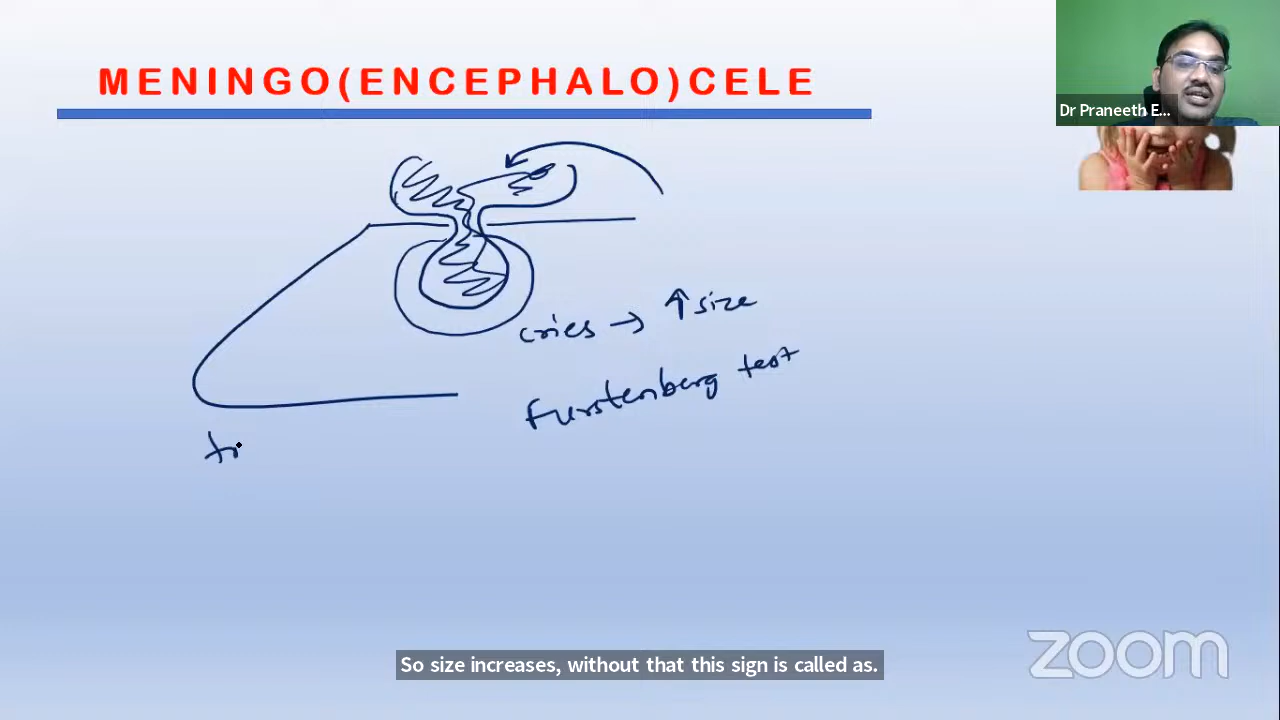 MENINGO(ENCEPHALO)CELE
Dr Praneeth E...
cries → ↑ size
Furstenberg test
tr
So size increases, without that this sign is called as.
ZOOM